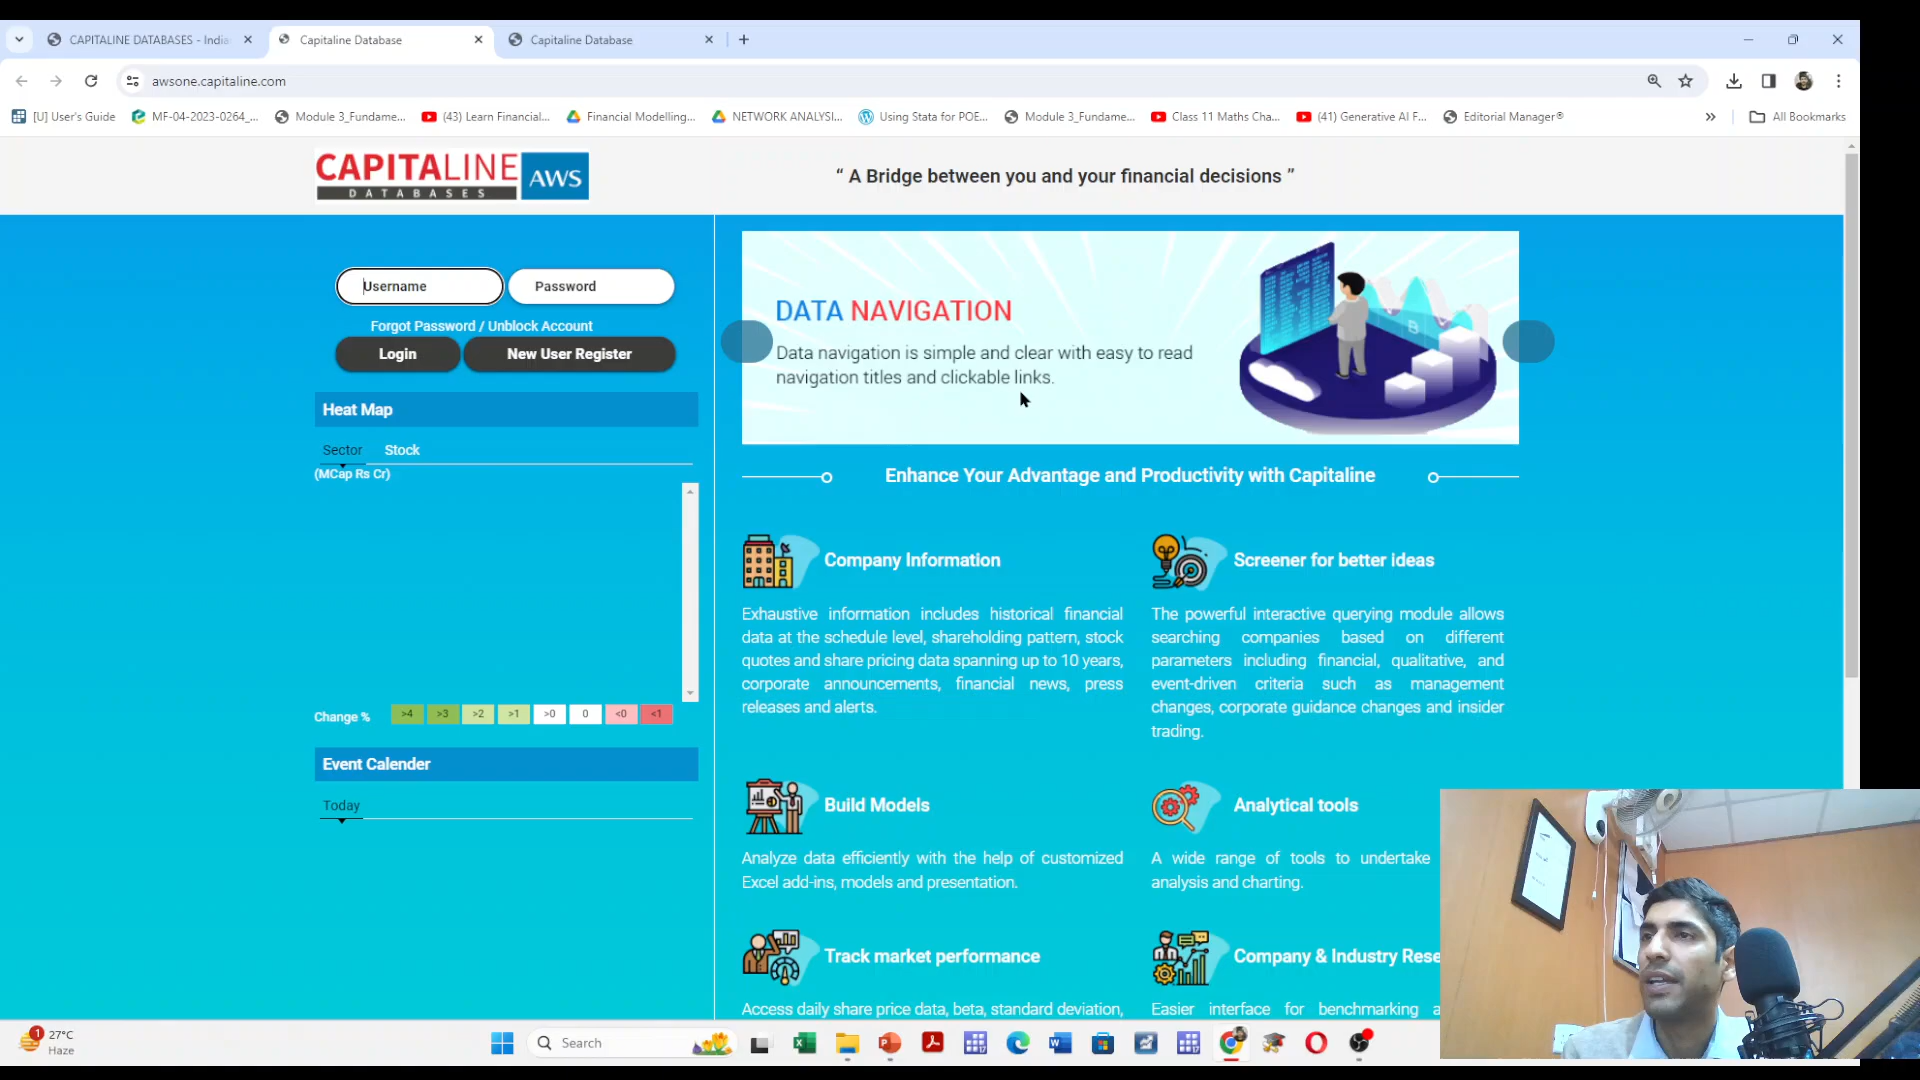 CAPITALINE DATABASES - India
Capitaline Database
Capitaline Database
awsone.capitaline.com
[U] User's Guide
MF-04-2023-0264_...
Module 3_Fundame...
(43) Learn Financial...
Financial Modelling...
NETWORK ANALYSI...
Using Stata for POE...
Module 3_Fundame...
Class 11 Maths Cha...
(41) Generative AI F...
Editorial Manager®
All Bookmarks
CAPITALINE AWS
DATABASES
“ A Bridge between you and your financial decisions ”
Username
Password
Forgot Password / Unblock Account
Login
New User Register
Heat Map
Sector Stock
(MCap Rs Cr)
Change % >4 >3 >2 >1 >0 0 <0 <1
Event Calender
Today
DATA NAVIGATION
Data navigation is simple and clear with easy to read
navigation titles and clickable links.
Enhance Your Advantage and Productivity with Capitaline
Company Information
Exhaustive information includes historical financial
data at the schedule level, shareholding pattern, stock
quotes and share pricing data spanning up to 10 years,
corporate announcements, financial news, press
releases and alerts.
Screener for better ideas
The powerful interactive querying module allows
searching companies based on different
parameters including financial, qualitative, and
event-driven criteria such as management
changes, corporate guidance changes and insider
trading.
Build Models
Analyze data efficiently with the help of customized
Excel add-ins, models and presentation.
Analytical tools
A wide range of tools to undertake
analysis and charting.
Track market performance
Access daily share price data, beta, standard deviation,
Company & Industry Rese
Easier interface for benchmarking a
1
27°C
Haze
Search